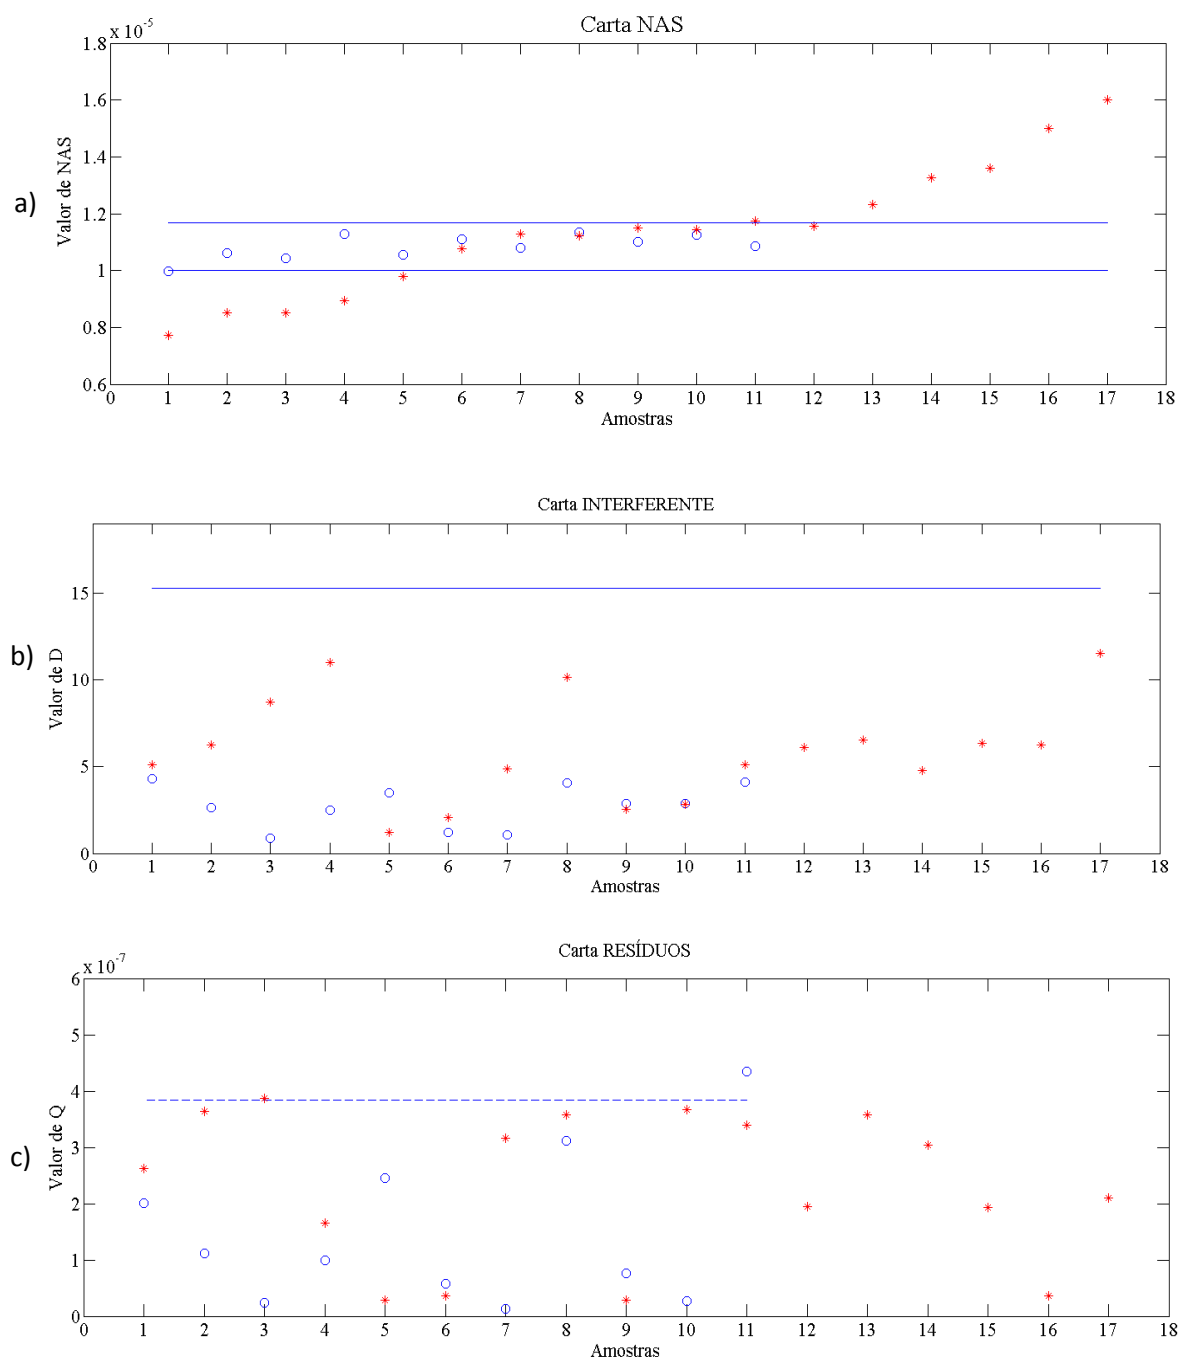 Carta NAS
x 10-5
1.8
1.6
1.4
1.2
1
0.8
0.6
Valor de NAS
a)
0 1 2 3 4 5 6 7 8 9 10 11 12 13 14 15 16 17 18
Amostras
Carta INTERFERENTE
15
10
5
0
Valor de D
b)
0 1 2 3 4 5 6 7 8 9 10 11 12 13 14 15 16 17 18
Amostras
Carta RESÍDUOS
x 10-7
6
5
4
3
2
1
0
Valor de Q
c)
0 1 2 3 4 5 6 7 8 9 10 11 12 13 14 15 16 17 18
Amostras